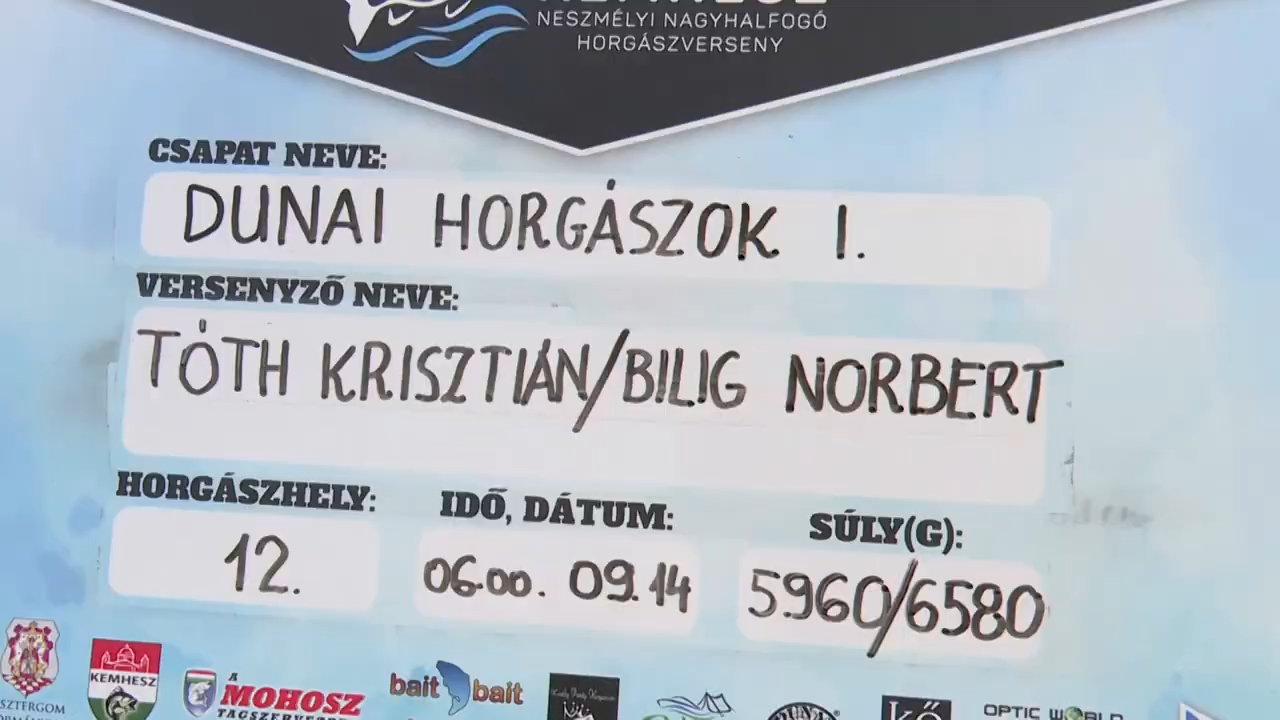 NESZMÉLYI NAGYHALFOGÓ
HORGÁSZVERSENY
CSAPAT NEVE:
DUNAI HORGÁSZOK I.
VERSENYZŐ NEVE:
TÓTH KRISZTIÁN/BILIG NORBERT
HORGÁSZHELY: IDŐ, DÁTUM: SÚLY(G):
12. 06.00. 09.14 5960/6580
KEMHESZ
A
MOHOSZ
bait bait
OPTIC WORLD